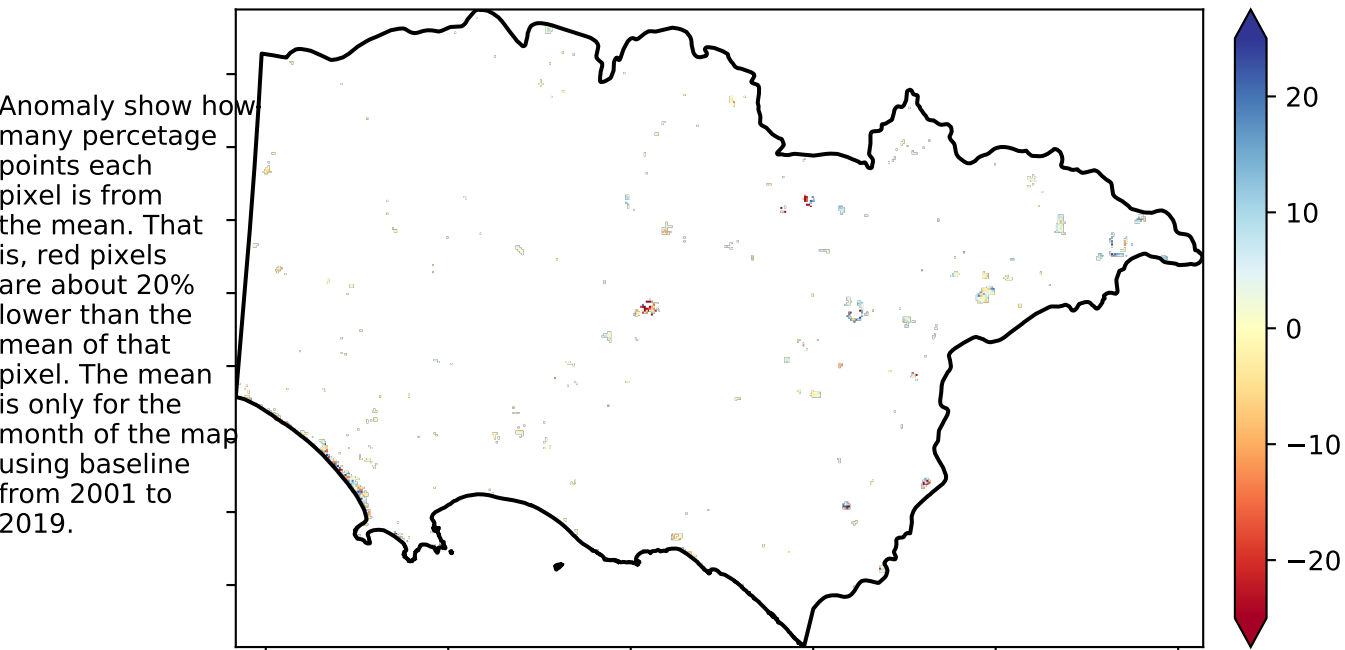 Anomaly show how
many percetage
points each
pixel is from
the mean. That
is, red pixels
are about 20%
lower than the
mean of that
pixel. The mean
is only for the
month of the map
using baseline
from 2001 to
2019.
20
10
0
−10
−20